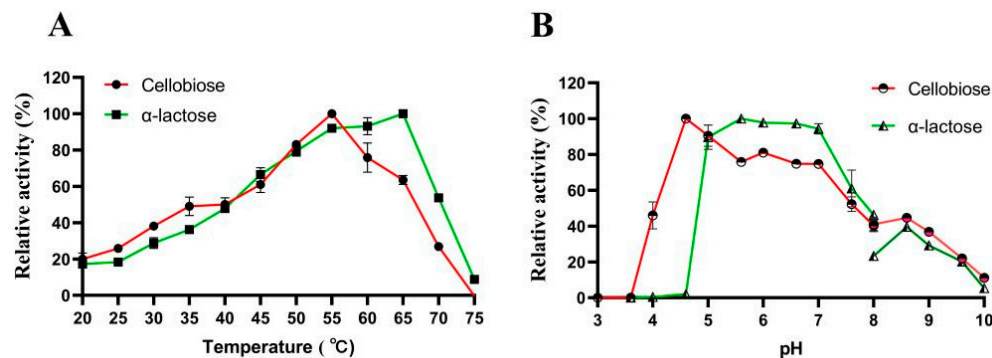 A
Relative activity (%)
120
100
80
60
40
20
0
Cellobiose
α-lactose
20 25 30 35 40 45 50 55 60 65 70 75
Temperature ( °C)
B
Relative activity (%)
120
100
80
60
40
20
0
Cellobiose
α-lactose
3 4 5 6 7 8 9 10
pH